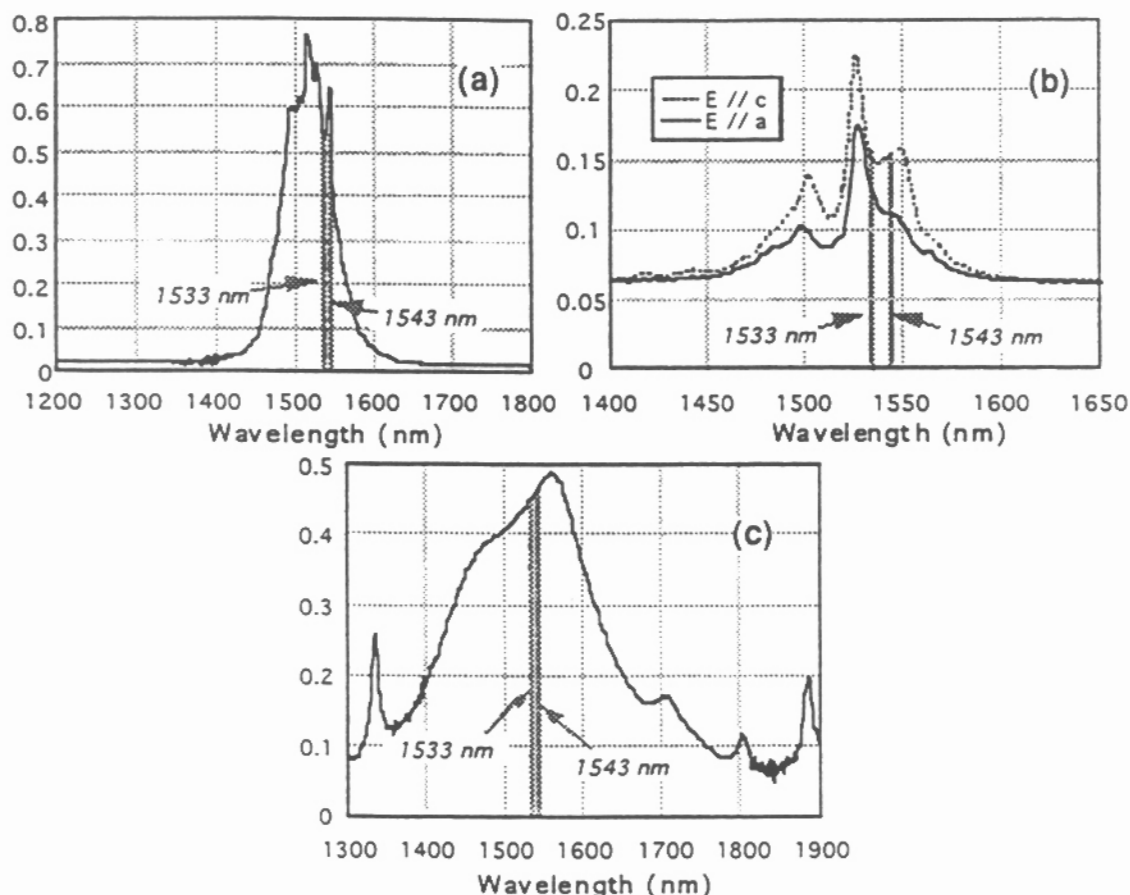 0.8
0.7
0.6
0.5
0.4
0.3
0.2
0.1
0
(a)
1533 nm
1543 nm
1200 1300 1400 1500 1600 1700 1800
Wavelength (nm)
0.25
0.20
0.15
0.10
0.05
0
(b)
E // c
E // a
1533 nm
1543 nm
1400 1450 1500 1550 1600 1650
Wavelength (nm)
0.5
0.4
0.3
0.2
0.1
0
(c)
1533 nm
1543 nm
1300 1400 1500 1600 1700 1800 1900
Wavelength (nm)